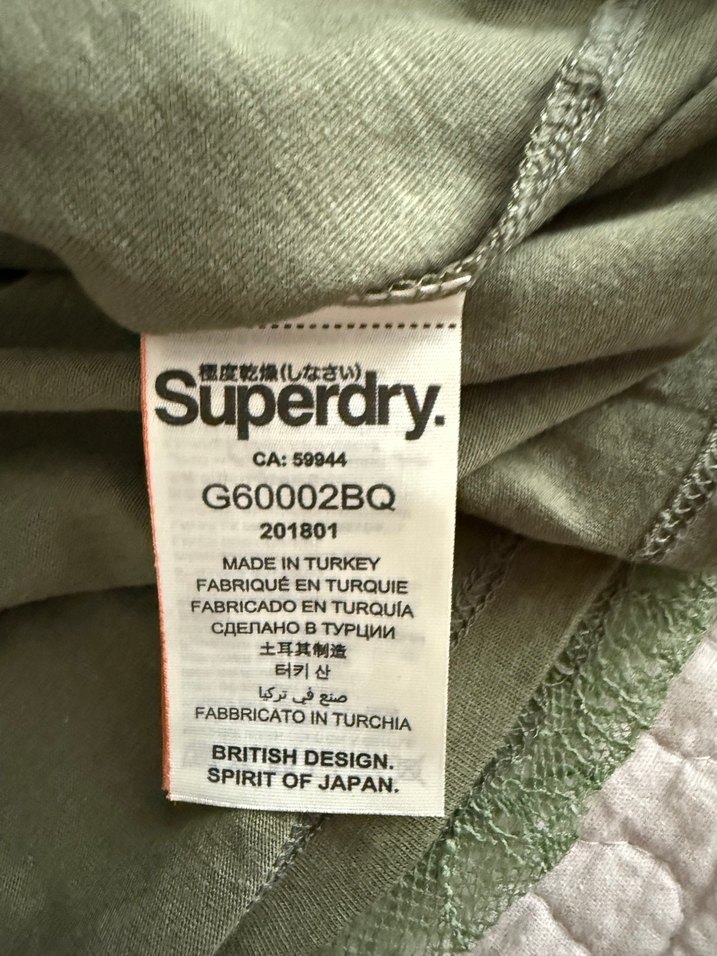 極度乾燥(しなさい)
Superdry.
CA: 59944
G60002BQ
201801
MADE IN TURKEY
FABRIQUÉ EN TURQUIE
FABRICADO EN TURQUÍA
СДЕЛАНО В ТУРЦИИ
土耳其制造
터키 산
صنع في تركيا
FABBRICATO IN TURCHIA
BRITISH DESIGN.
SPIRIT OF JAPAN.